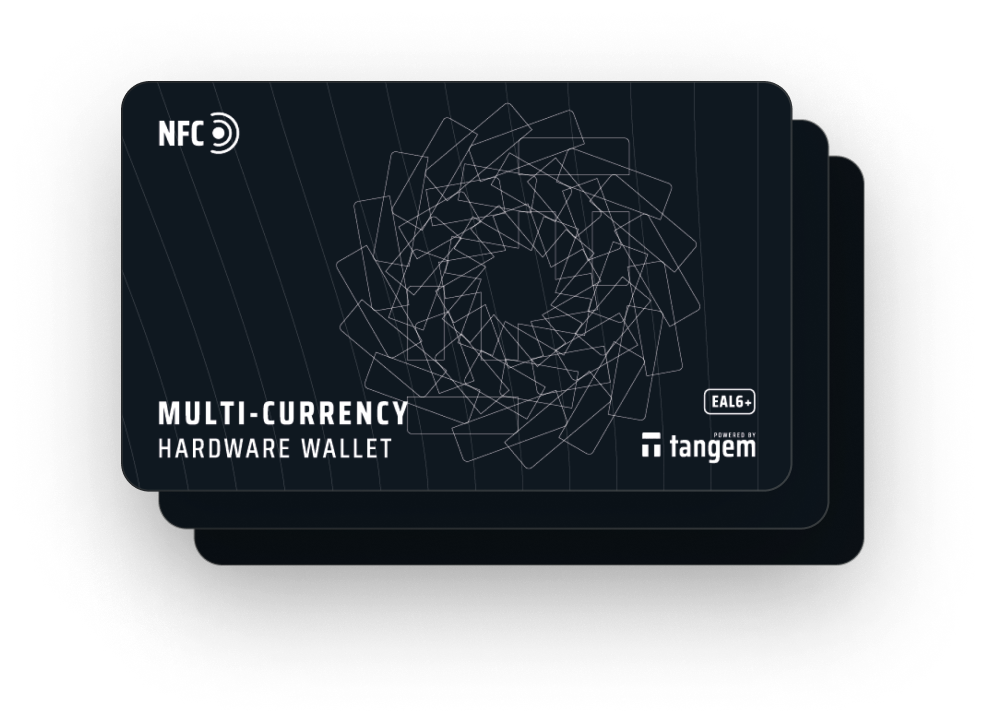 NFC
MULTI-CURRENCY
HARDWARE WALLET
EAL6+
POWERED BY
tangem